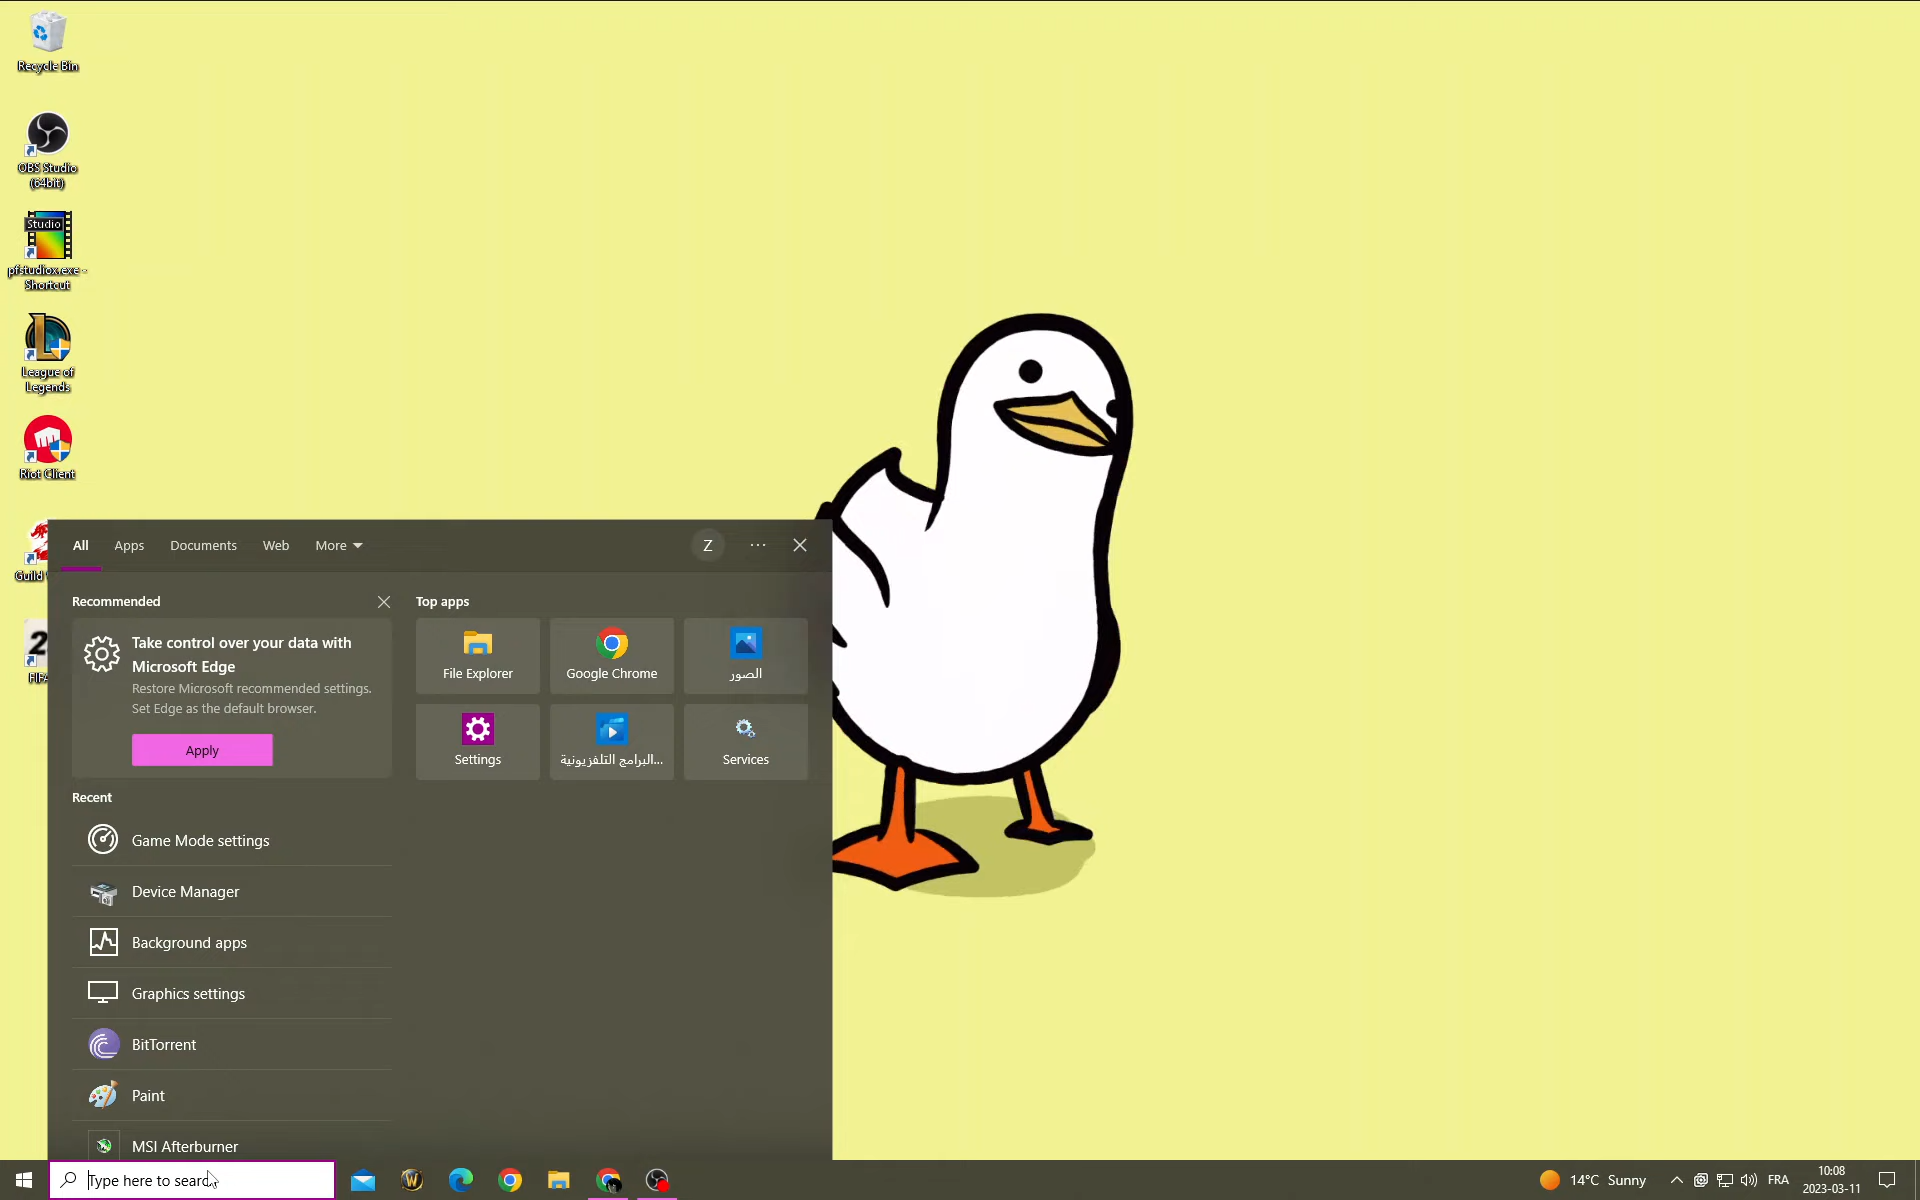 Recycle Bin
OBS Studio
(64bit)
Studio
pfstudiox.exe -
Shortcut
League of
Legends
Riot Client
Guild
2
FIFA
All
Apps
Documents
Web
More
Z
Recommended
Take control over your data with
Microsoft Edge
Restore Microsoft recommended settings.
Set Edge as the default browser.
Apply
Top apps
File Explorer
Google Chrome
الصور
Settings
البرامج التلفزيونية...
Services
Recent
Game Mode settings
Device Manager
Background apps
Graphics settings
BitTorrent
Paint
MSI Afterburner
Type here to search
14°C Sunny
FRA
10:08
2023-03-11